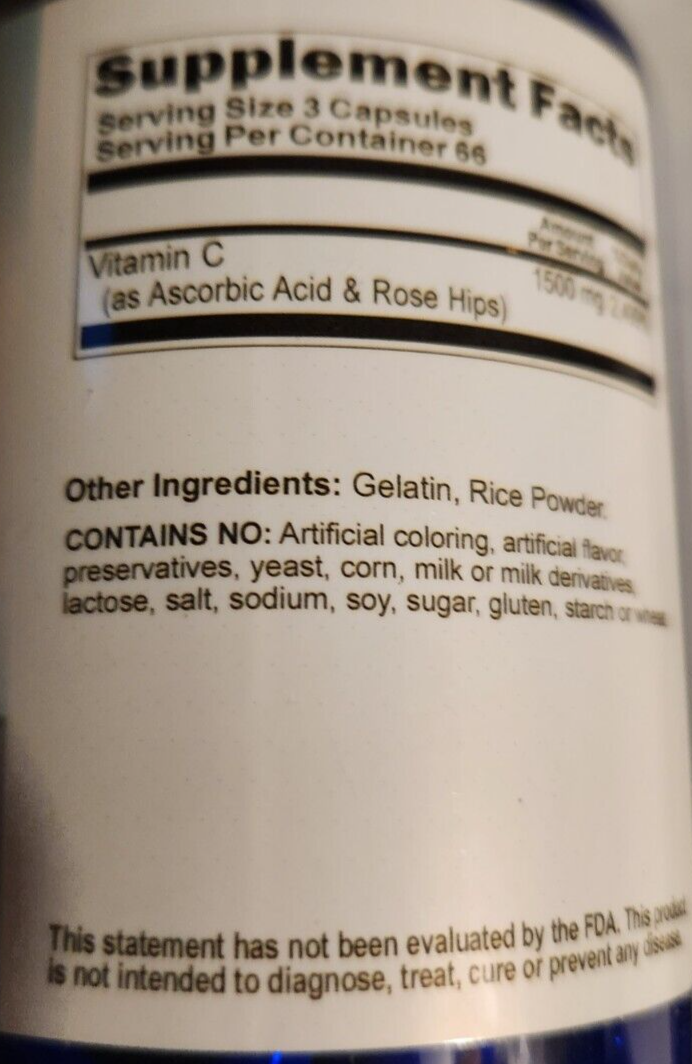 Supplement Facts
Serving Size 3 Capsules
Serving Per Container 66
Amount
Per Serving
Vitamin C
(as Ascorbic Acid & Rose Hips) 1500 mg
Other Ingredients: Gelatin, Rice Powder.
CONTAINS NO: Artificial coloring, artificial flavor,
preservatives, yeast, corn, milk or milk derivatives,
lactose, salt, sodium, soy, sugar, gluten, starch or wheat.
This statement has not been evaluated by the FDA. This product
is not intended to diagnose, treat, cure or prevent any disease.